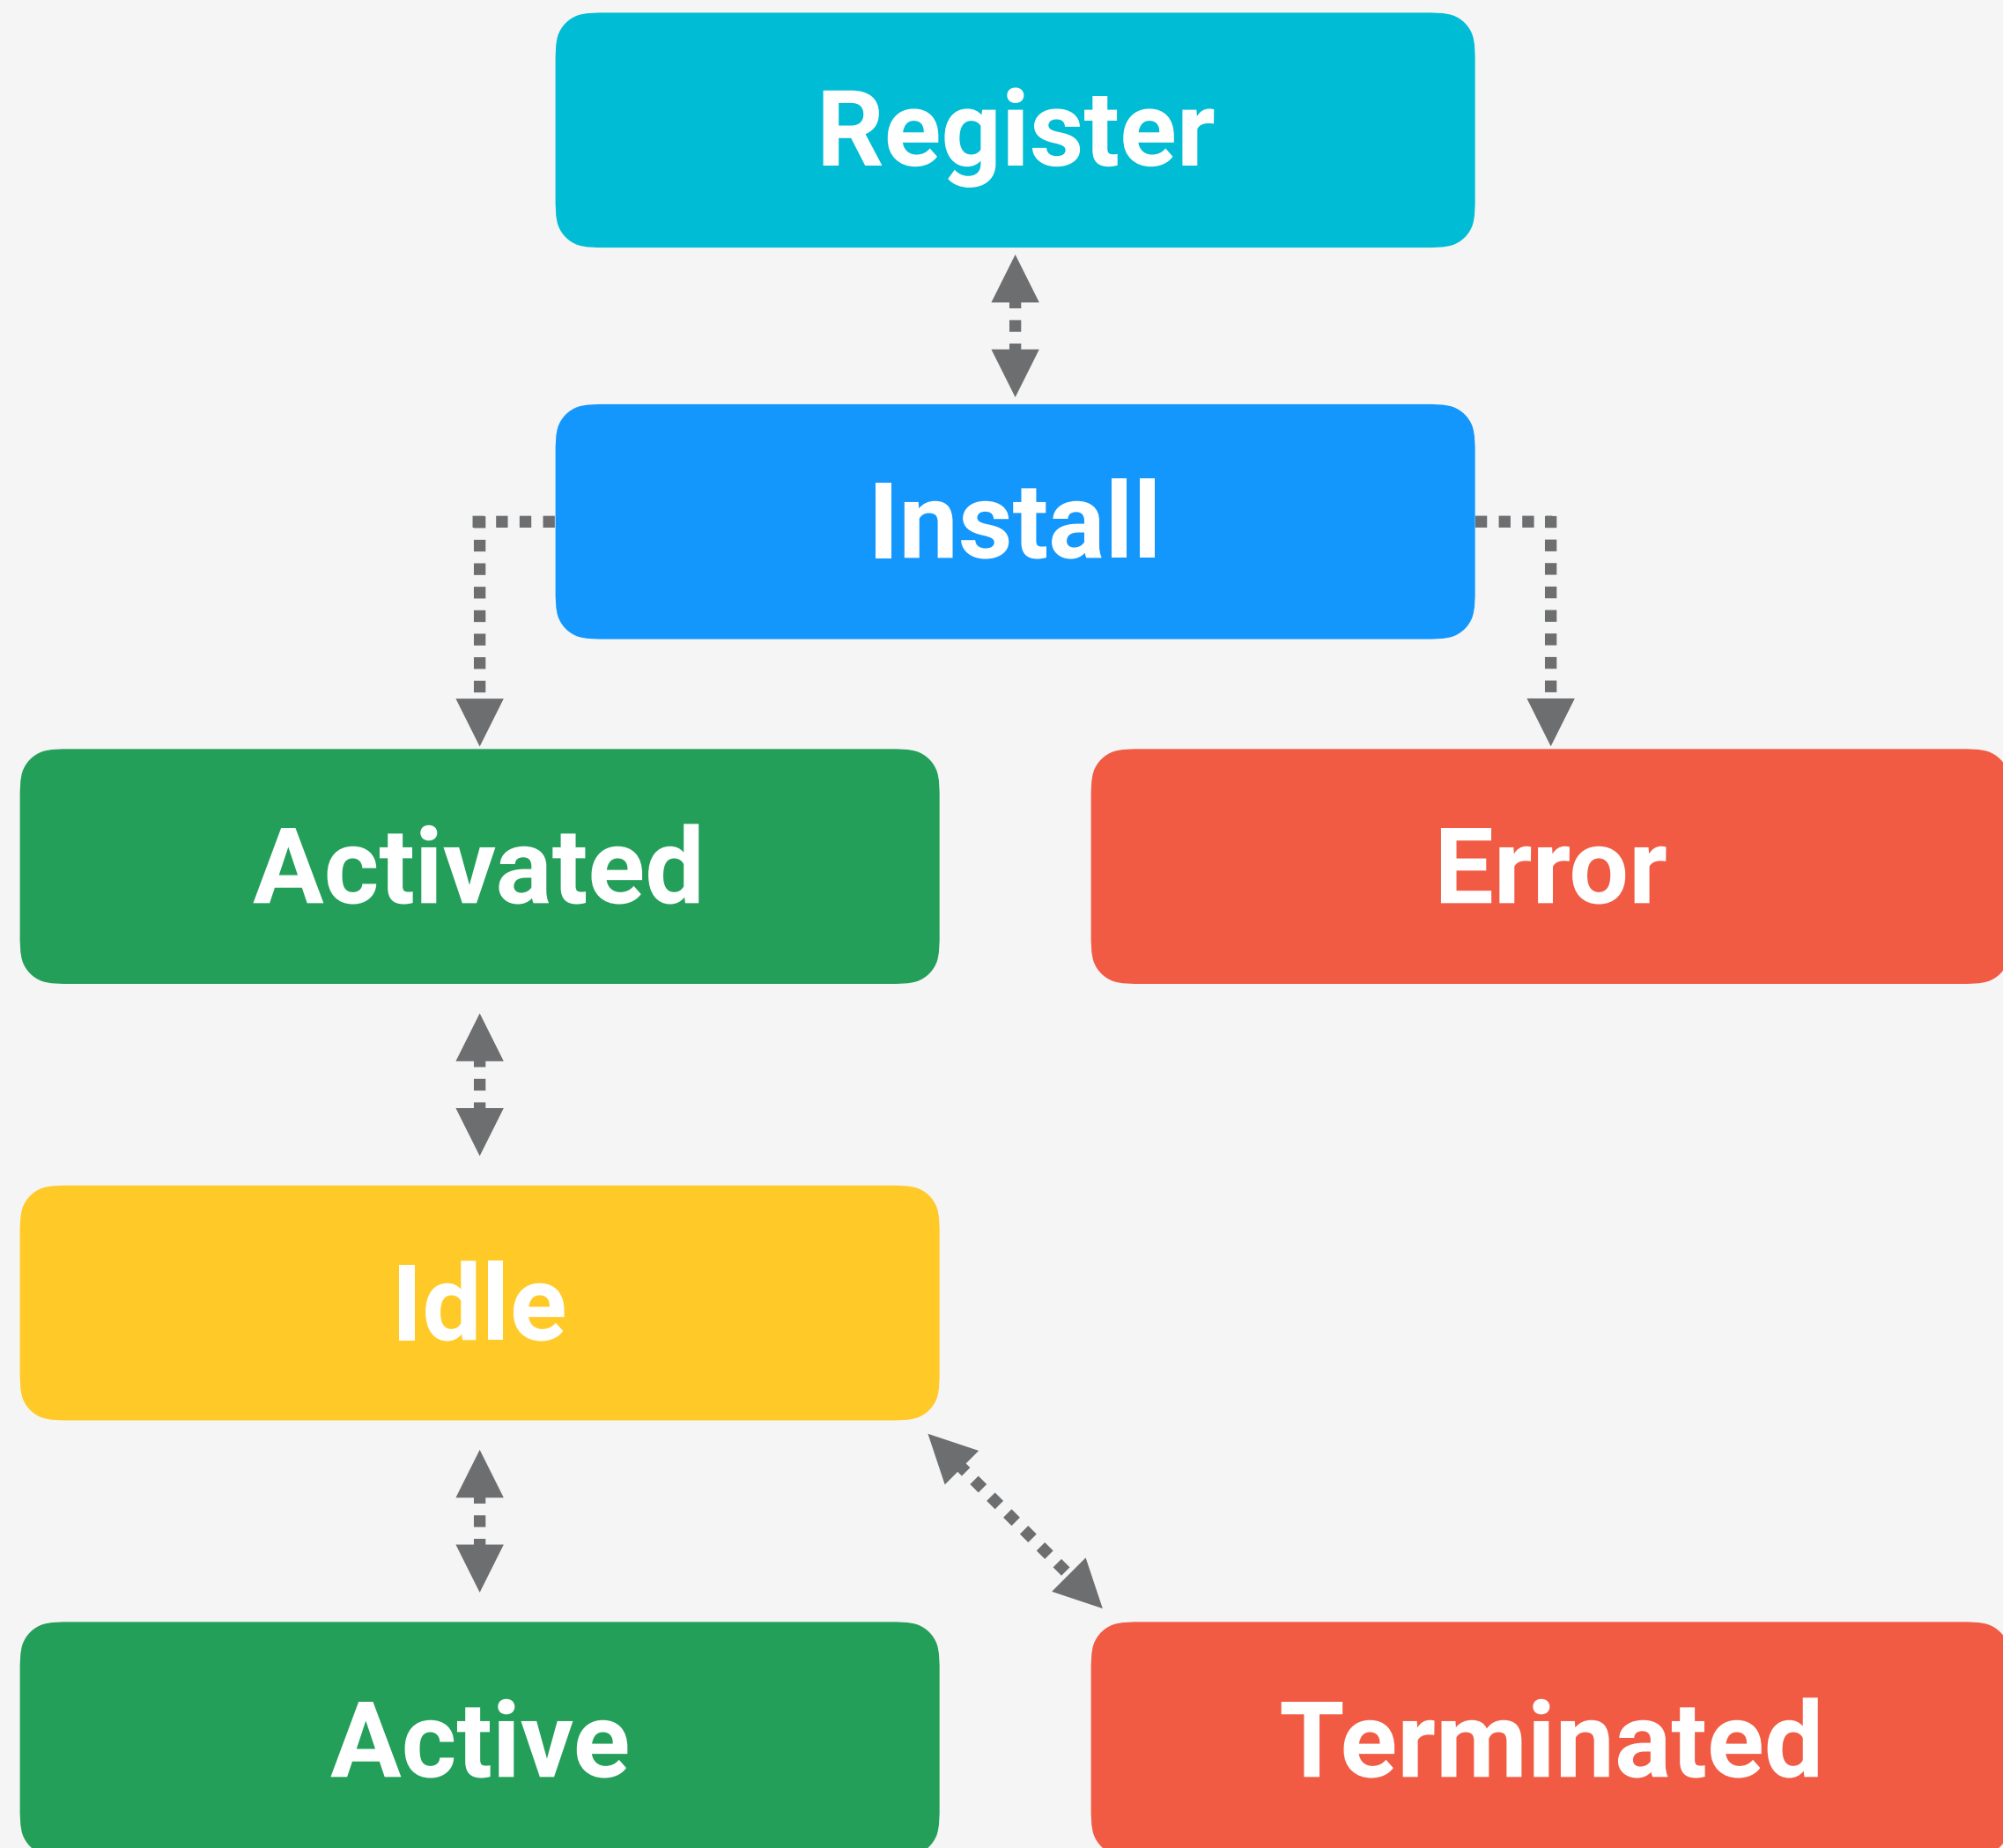 Register
Install
Activated
Error
Idle
Active
Terminated